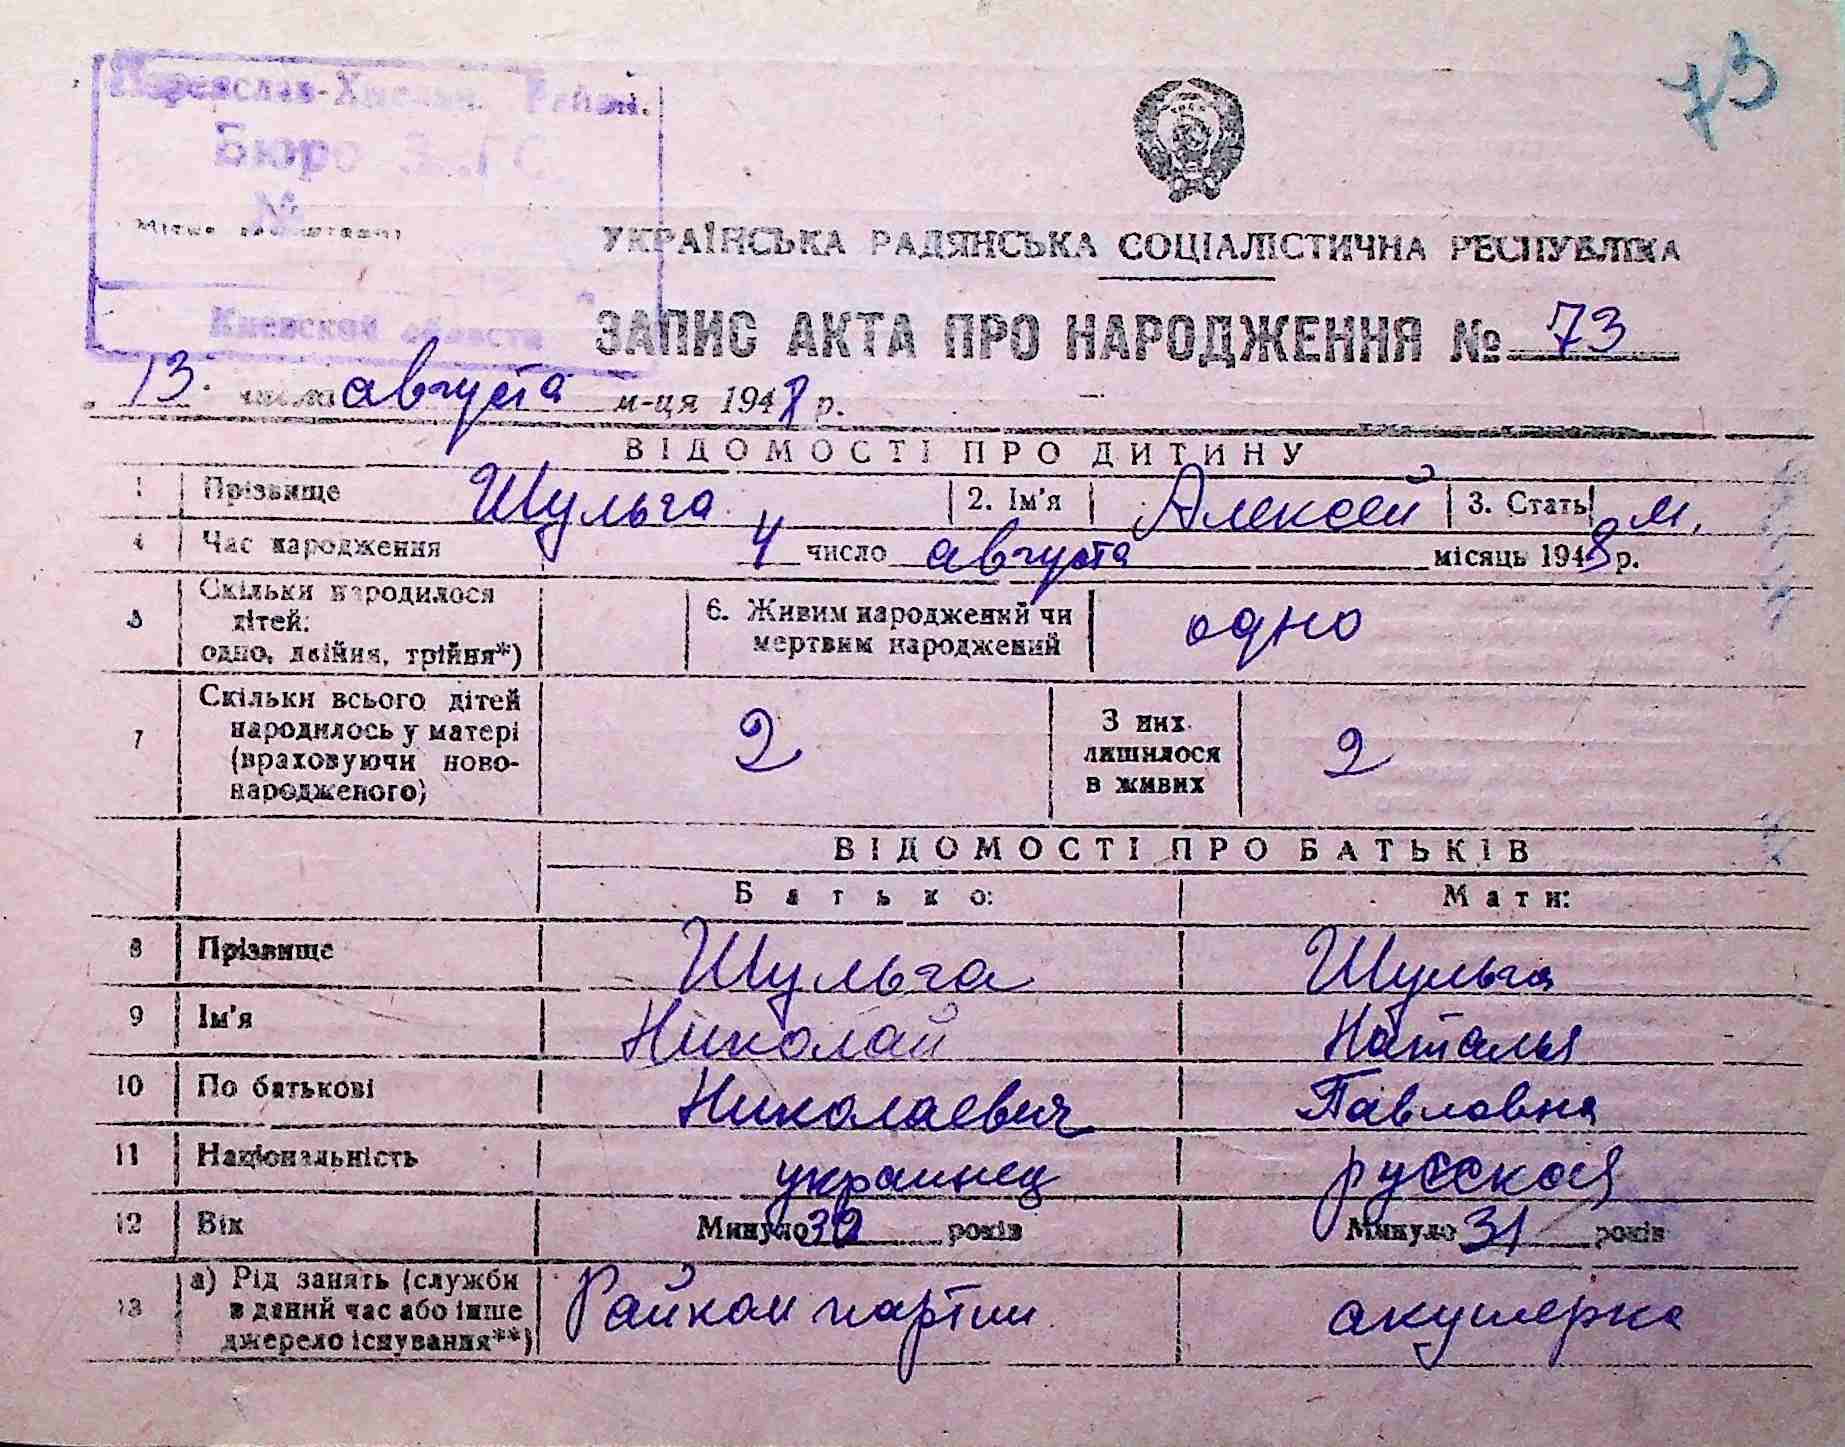 73
Переяслав-Хмельн. Район.
Бюро ЗАГС
Киевской области
УКРАЇНСЬКА РАДЯНСЬКА СОЦІАЛІСТИЧНА РЕСПУБЛІКА
ЗАПИС АКТА ПРО НАРОДЖЕННЯ № 73
13 числа августа м-ця 1948 р.
ВІДОМОСТІ ПРО ДИТИНУ
1 Прізвище Шульга 2. Ім'я Алексей 3. Стать м.
4 Час народження 4 число августа місяць 1948 р.
5 Скільки народилося
дітей:
одно, двійня, трійня*)
6. Живим народжений чи
мертвим народжений
одно
7 Скільки всього дітей
народилось у матері
(враховуючи ново-
народженого)
2
З них
лишилося
в живих
2
ВІДОМОСТІ ПРО БАТЬКІВ
Батько: Мати:
8 Прізвище Шульга Шульга
9 Ім'я Николай Наталья
10 По батькові Николаевич Павловна
11 Національність украинец русская
12 Вік Минуло 32 років Минуло 31 років
13 а) Рід занять (служби
в даний час або інше
джерело існування**)
Райком партии акушерка